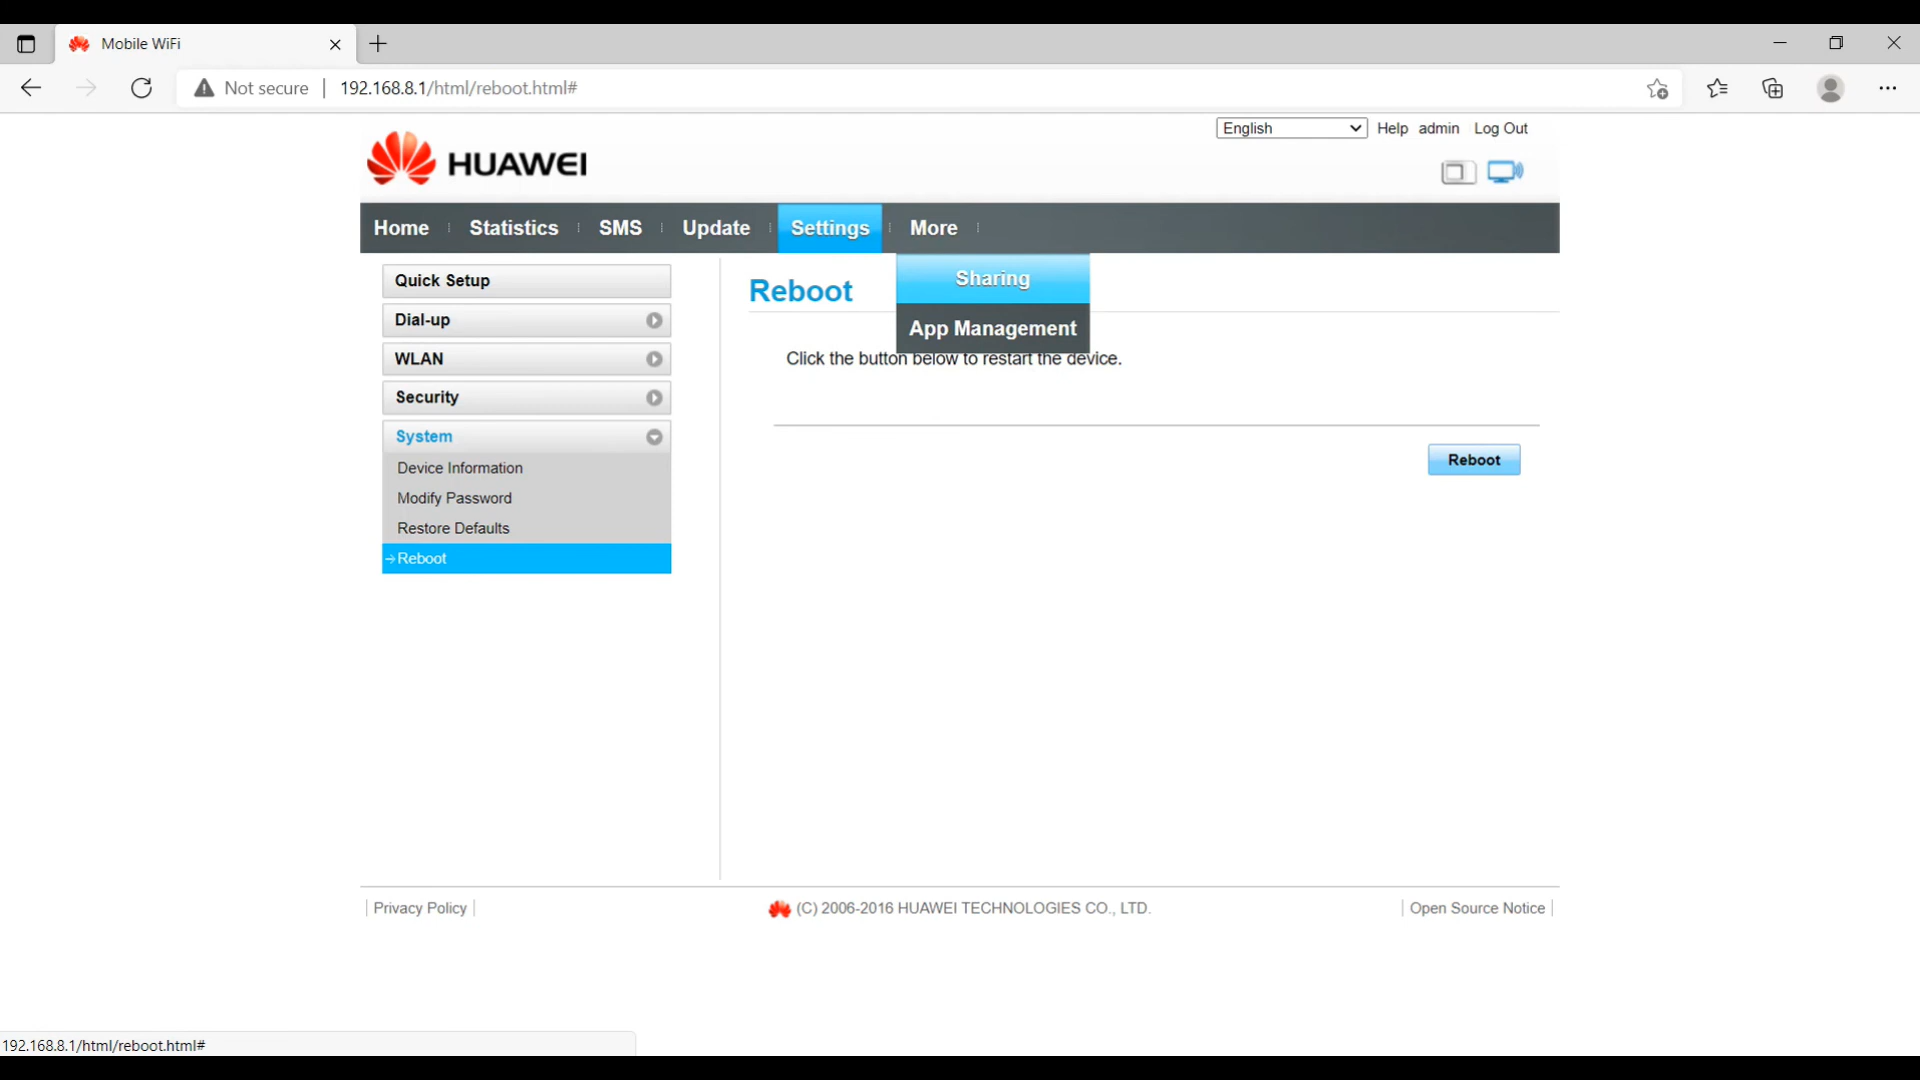 Mobile WiFi
Not secure | 192.168.8.1/html/reboot.html#
English Help admin Log Out
HUAWEI
Home Statistics SMS Update Settings More
Sharing
App Management
Quick Setup
Dial-up
WLAN
Security
System
Device Information
Modify Password
Restore Defaults
Reboot
Reboot
Click the button below to restart the device.
Reboot
Privacy Policy
(C) 2006-2016 HUAWEI TECHNOLOGIES CO., LTD.
Open Source Notice
192.168.8.1/html/reboot.html#